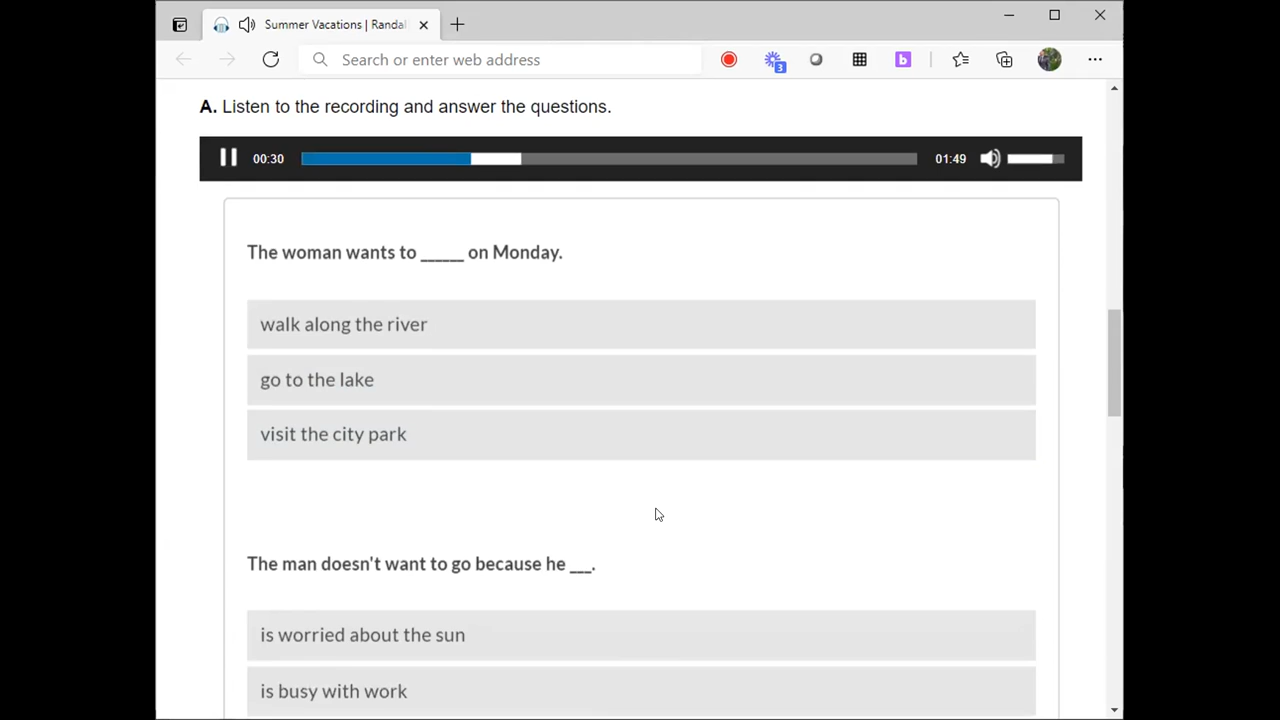 Summer Vacations | Randal
Search or enter web address
3
b
A. Listen to the recording and answer the questions.
00:30
01:49
The woman wants to ______ on Monday.
walk along the river
go to the lake
visit the city park
The man doesn't want to go because he ___.
is worried about the sun
is busy with work